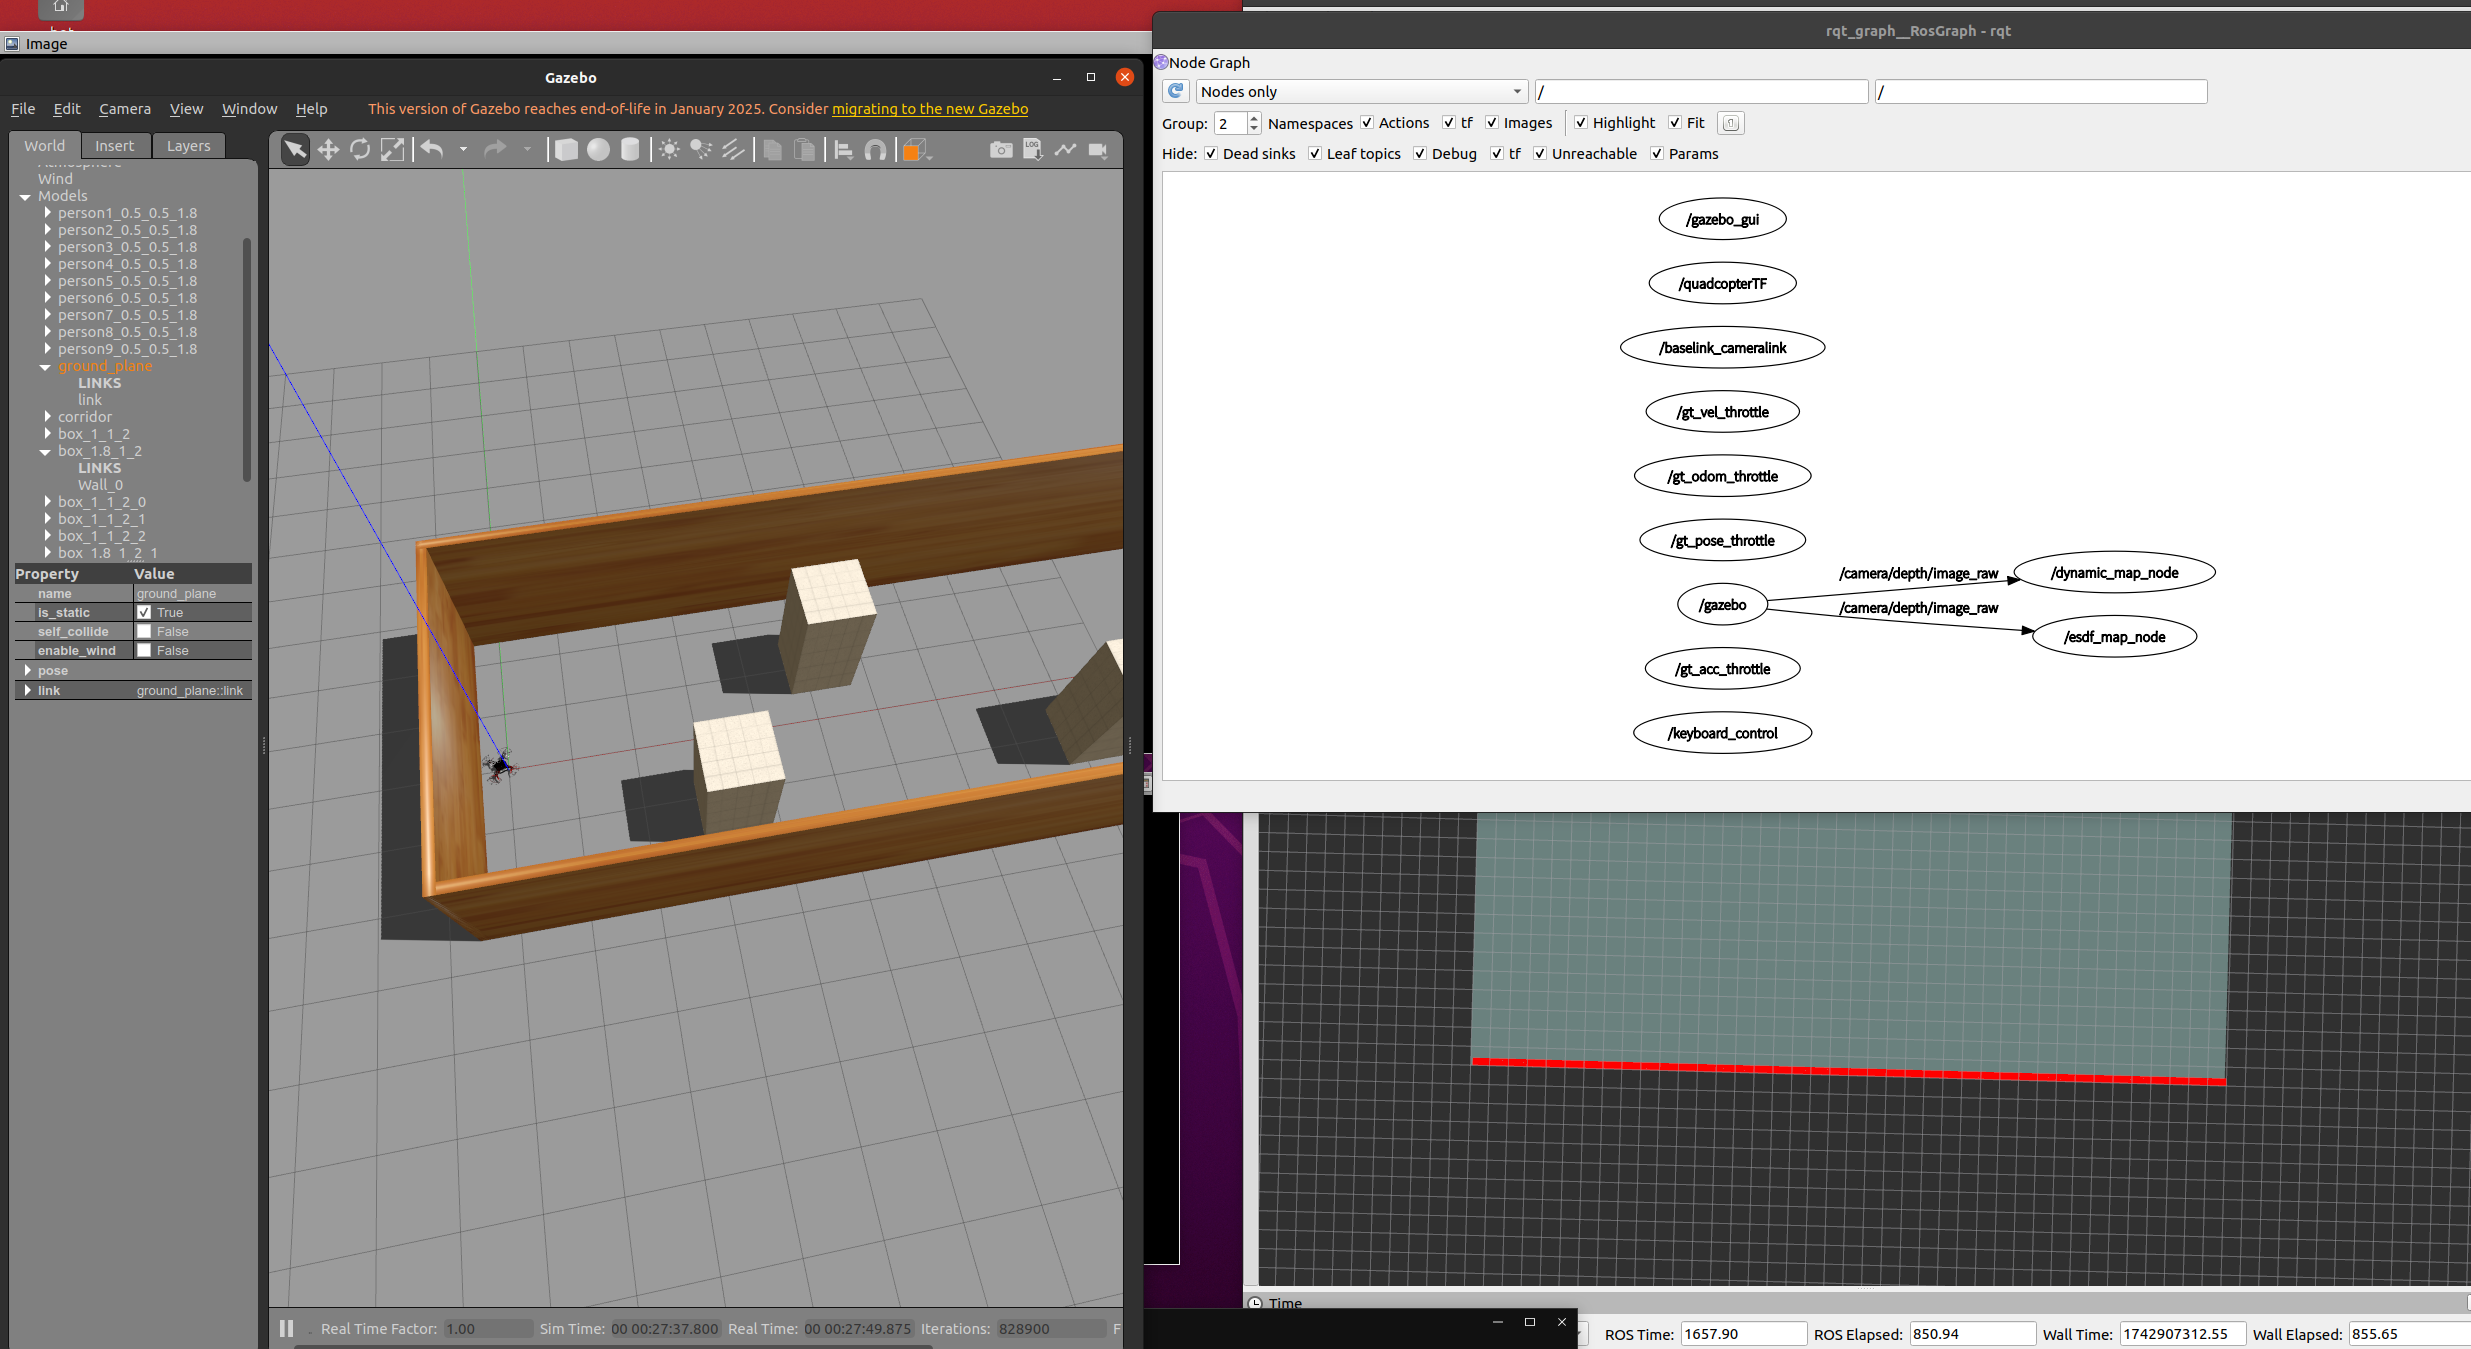 Image
Gazebo
File Edit Camera View Window Help This version of Gazebo reaches end-of-life in January 2025. Consider migrating to the new Gazebo
World Insert Layers
Wind
Models
person1_0.5_0.5_1.8
person2_0.5_0.5_1.8
person3_0.5_0.5_1.8
person4_0.5_0.5_1.8
person5_0.5_0.5_1.8
person6_0.5_0.5_1.8
person7_0.5_0.5_1.8
person8_0.5_0.5_1.8
person9_0.5_0.5_1.8
ground_plane
LINKS
link
corridor
box_1_1_2
box_1.8_1_2
LINKS
Wall_0
box_1_1_2_0
box_1_1_2_1
box_1_1_2_2
box_1.8_1_2_1
Property Value
name ground_plane
is_static True
self_collide False
enable_wind False
pose
link ground_plane::link
LOG
Real Time Factor: 1.00 Sim Time: 00 00:27:37.800 Real Time: 00 00:27:49.875 Iterations: 828900 F
rqt_graph__RosGraph - rqt
Node Graph
Nodes only / /
Group: 2 Namespaces Actions tf Images Highlight Fit
Hide: Dead sinks Leaf topics Debug tf Unreachable Params
/gazebo_gui
/quadcopterTF
/baselink_cameralink
/gt_vel_throttle
/gt_odom_throttle
/gt_pose_throttle
/camera/depth/image_raw /dynamic_map_node
/gazebo /camera/depth/image_raw
/esdf_map_node
/gt_acc_throttle
/keyboard_control
Time
ROS Time: 1657.90 ROS Elapsed: 850.94 Wall Time: 1742907312.55 Wall Elapsed: 855.65